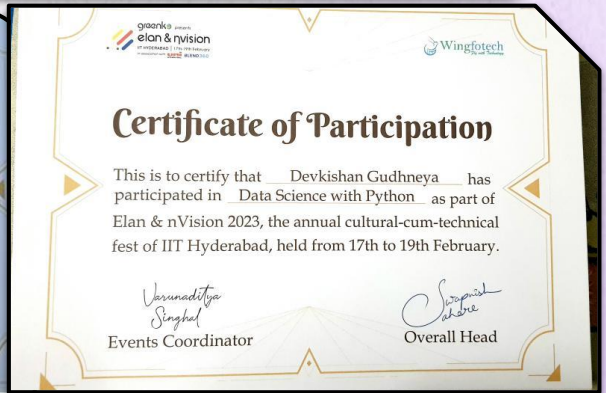 greenko presents
elan & nvision
IIT HYDERABAD | 17th-19th February
Wingfotech
Certificate of Participation
This is to certify that Devkishan Gudhneya has
participated in Data Science with Python as part of
Elan & nVision 2023, the annual cultural-cum-technical
fest of IIT Hyderabad, held from 17th to 19th February.
Varunaditya
Singhal
Swapnish
Events Coordinator
Overall Head